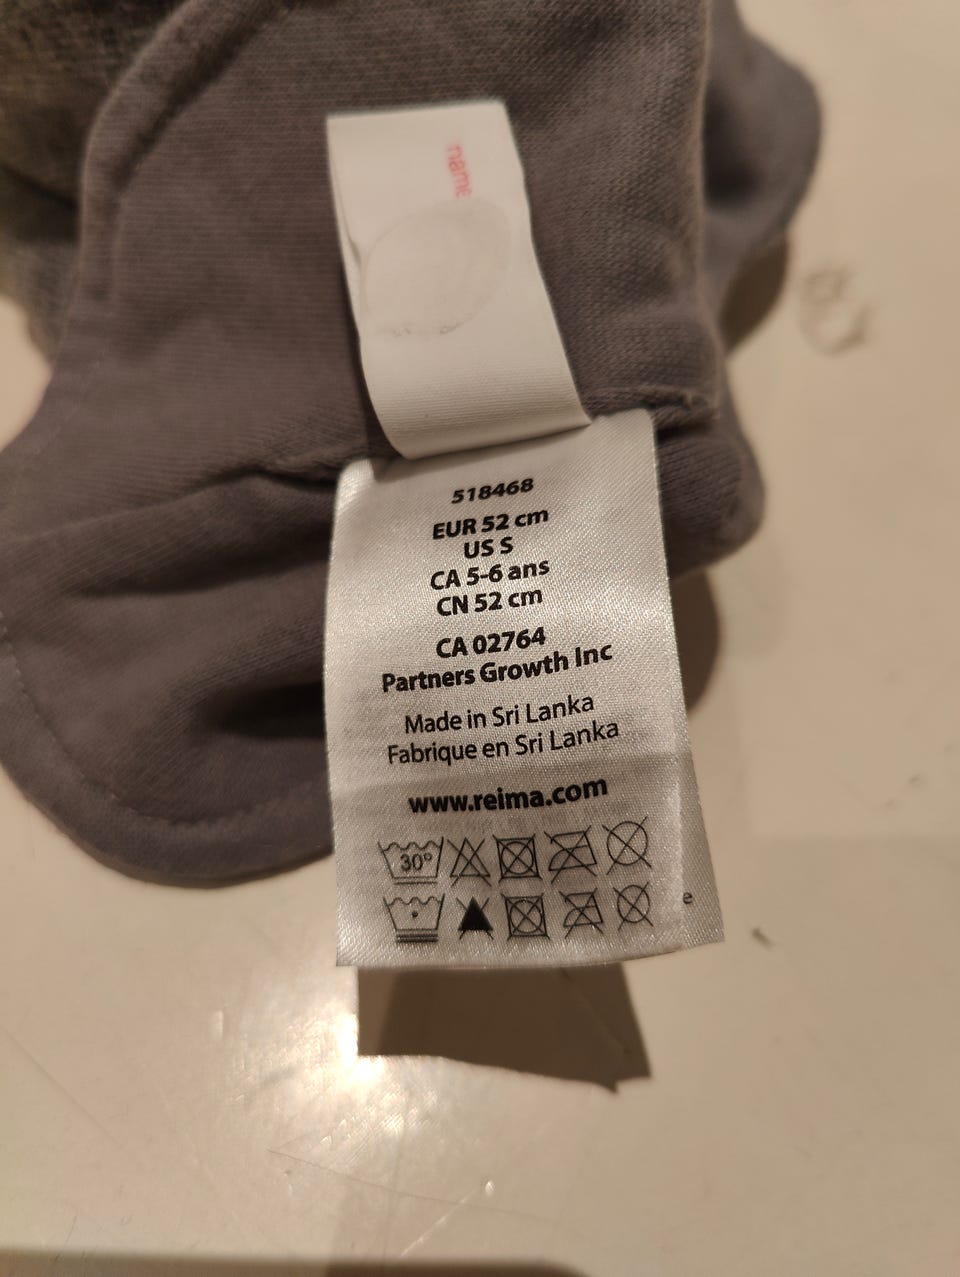 name
518468
EUR 52 cm
US S
CA 5-6 ans
CN 52 cm
CA 02764
Partners Growth Inc
Made in Sri Lanka
Fabrique en Sri Lanka
www.reima.com
30°
e